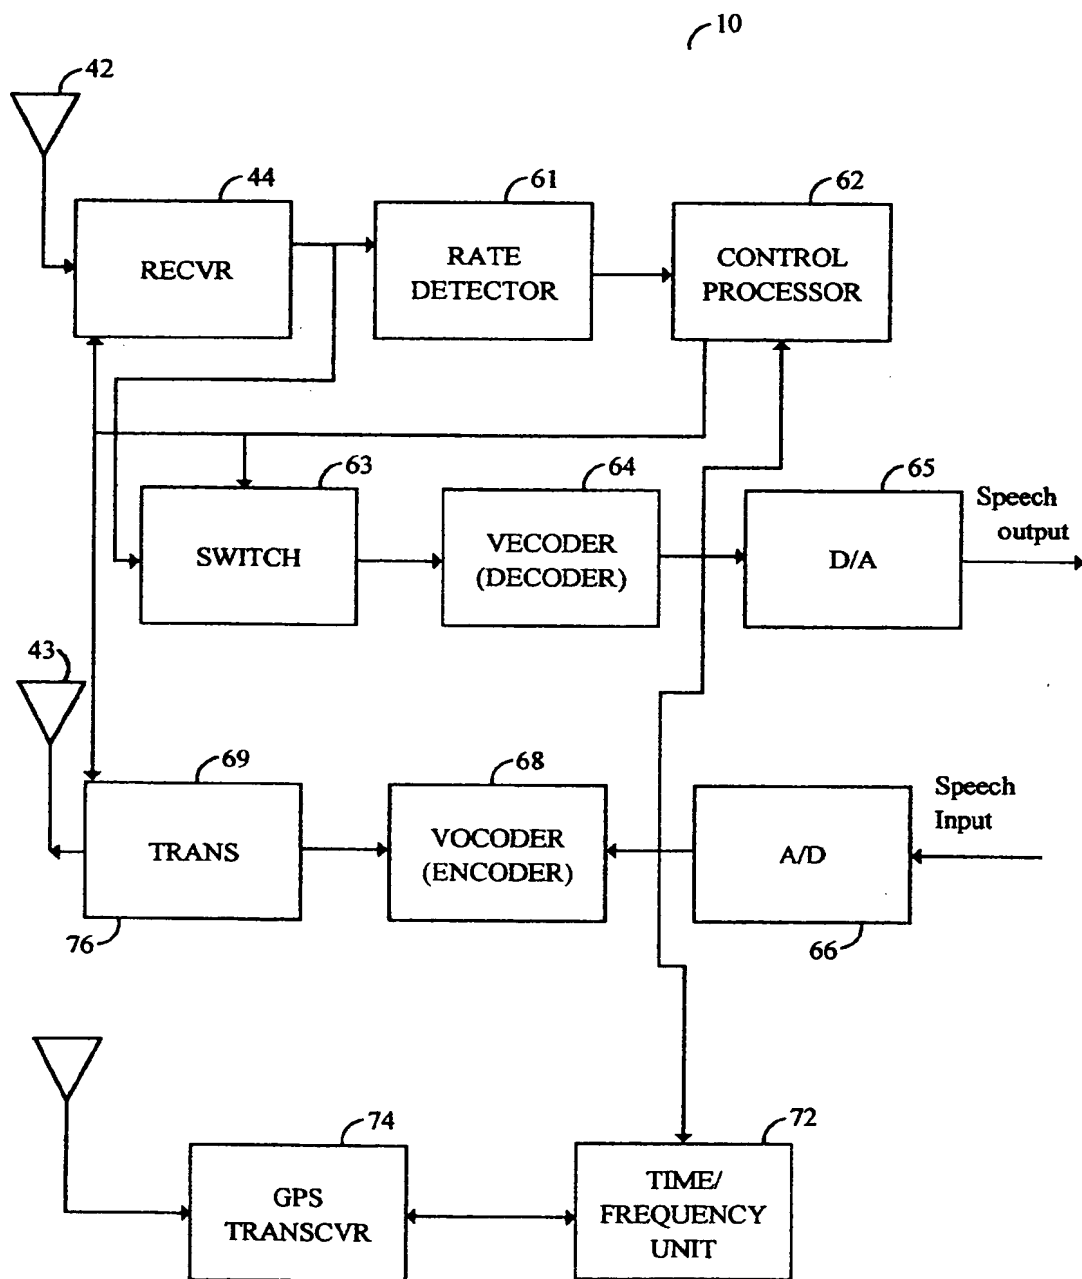 10
42
44
61
62
RECVR
RATE
DETECTOR
CONTROL
PROCESSOR
63
64
65
Speech
output
SWITCH
VECODER
(DECODER)
D/A
43
69
68
Speech
Input
TRANS
VOCODER
(ENCODER)
A/D
76
66
74
72
GPS
TRANSCVR
TIME/
FREQUENCY
UNIT